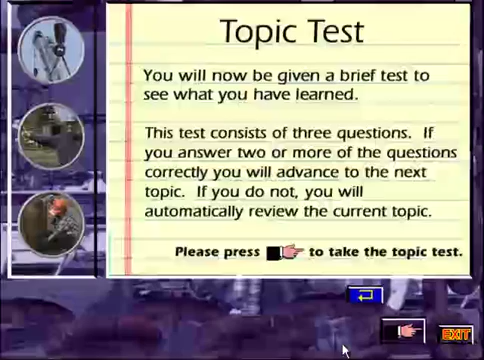 Topic Test
You will now be given a brief test to
see what you have learned.
This test consists of three questions. If
you answer two or more of the questions
correctly you will advance to the next
topic. If you do not, you will
automatically review the current topic.
Please press to take the topic test.
EXIT